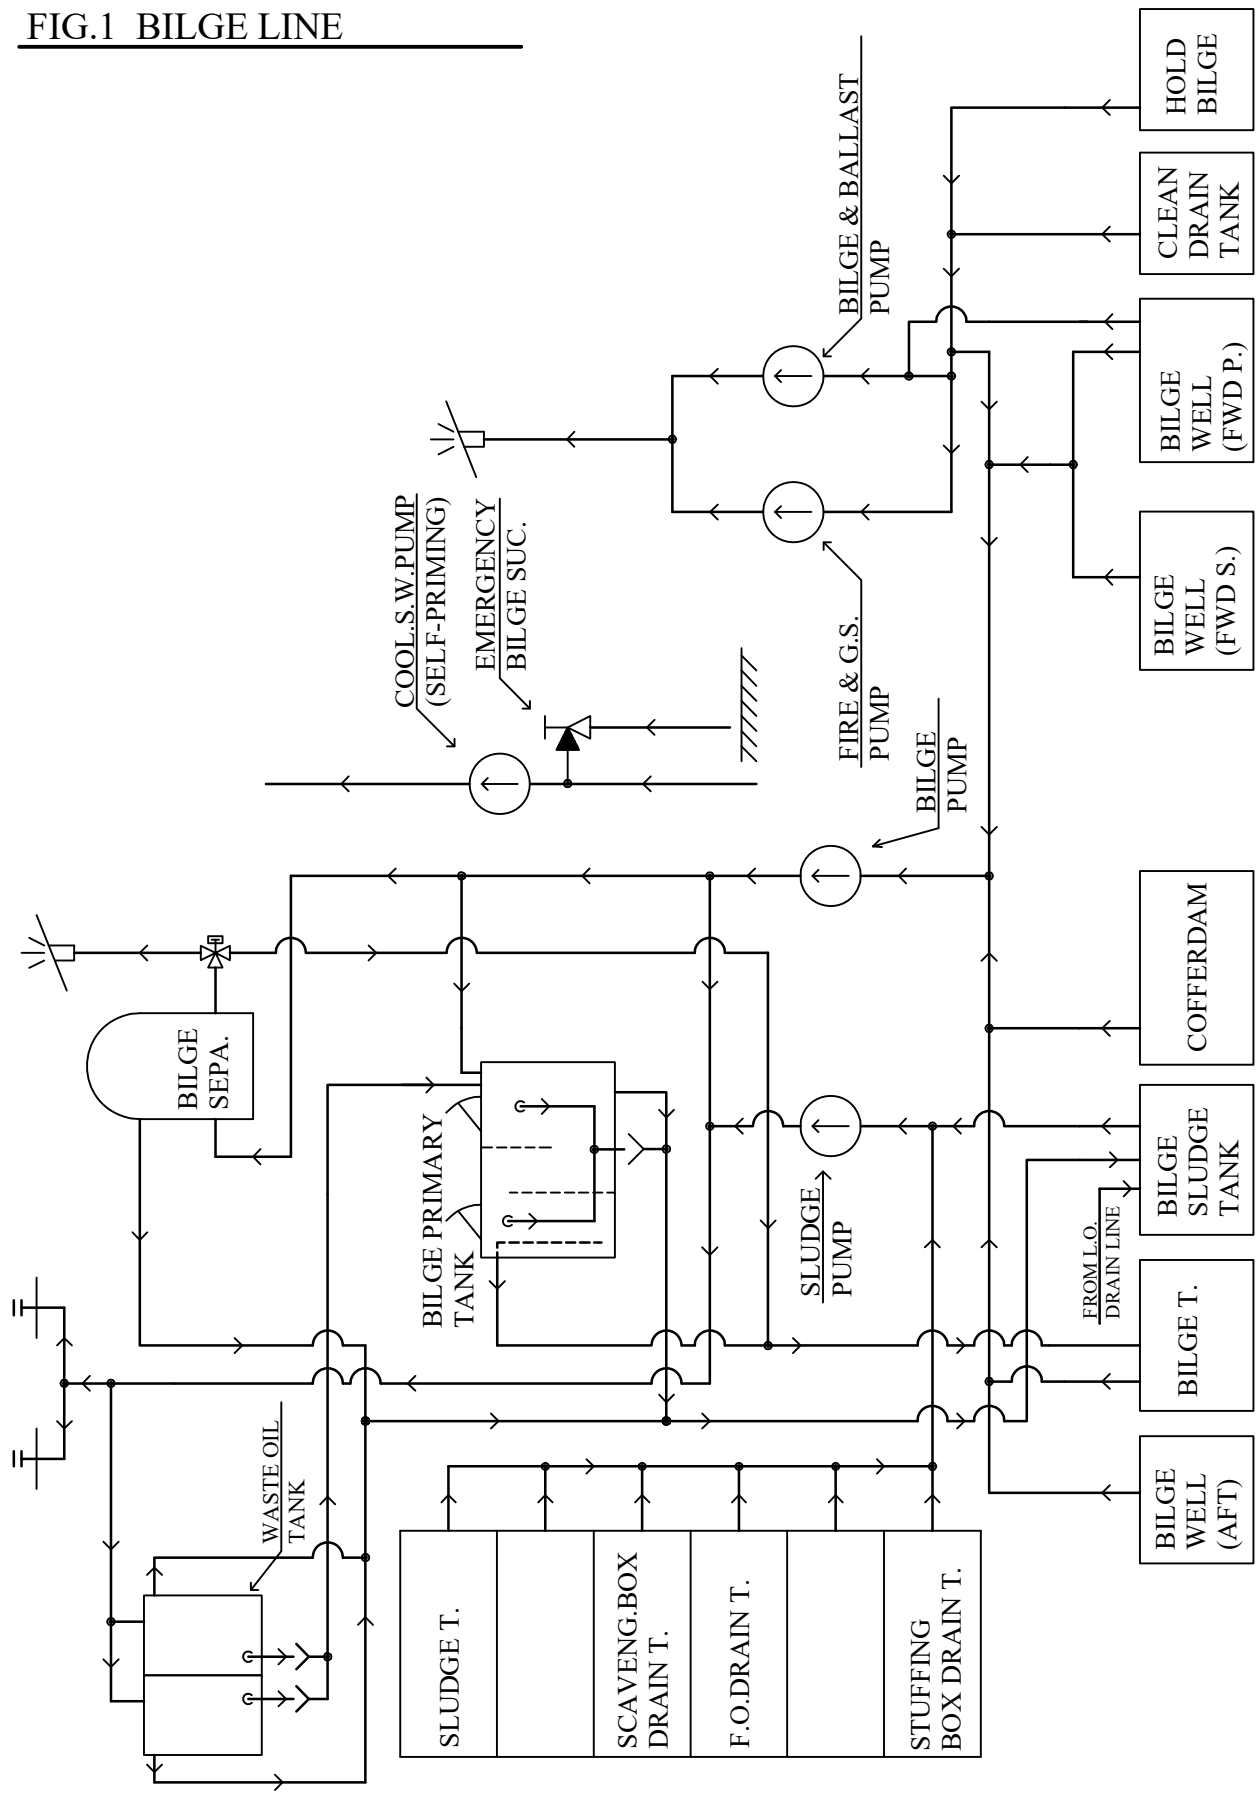 FIG.1 BILGE LINE
HOLD
BILGE
CLEAN
DRAIN
TANK
BILGE
WELL
(FWD P.)
BILGE
WELL
(FWD S.)
BILGE & BALLAST
PUMP
FIRE & G.S.
PUMP
COOL.S.W.PUMP
(SELF-PRIMING)
EMERGENCY
BILGE SUC.
BILGE
PUMP
BILGE
SEPA.
BILGE PRIMARY
TANK
SLUDGE
PUMP
COFFERDAM
BILGE
SLUDGE
TANK
FROM L.O.
DRAIN LINE
BILGE T.
BILGE
WELL
(AFT)
WASTE OIL
TANK
SLUDGE T.
SCAVENG.BOX
DRAIN T.
F.O.DRAIN T.
STUFFING
BOX DRAIN T.